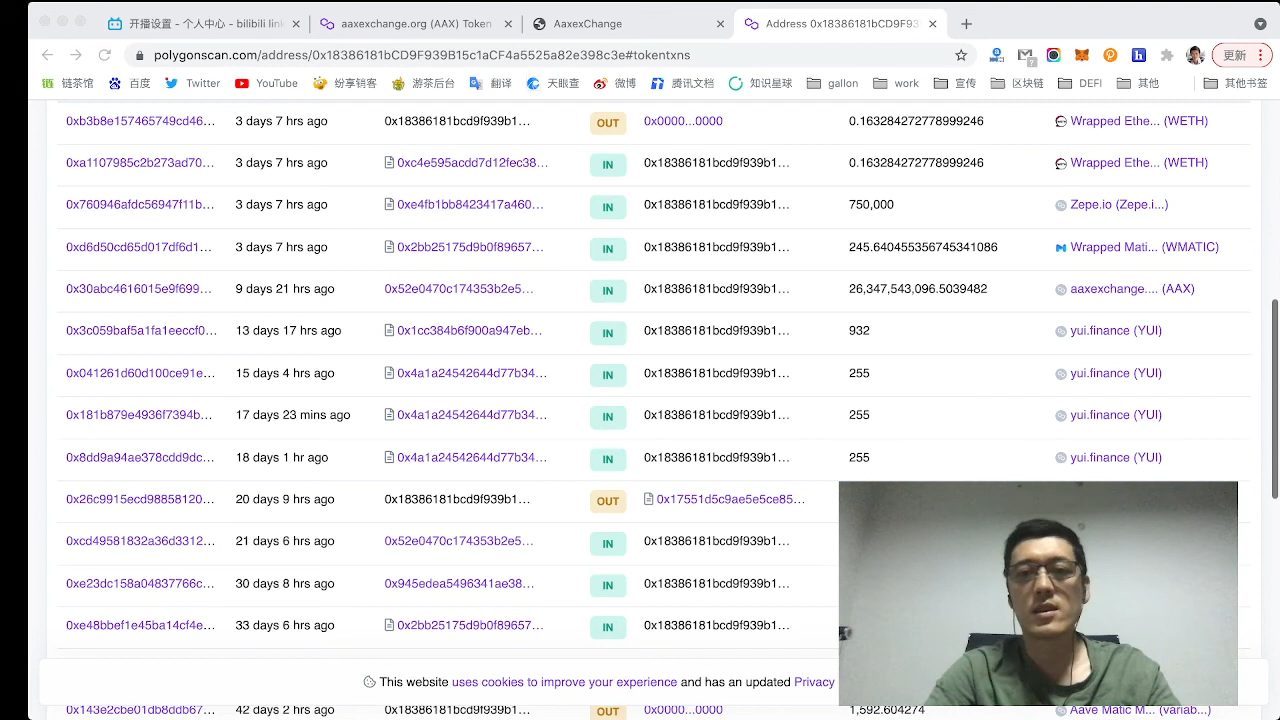 开播设置 - 个人中心 - bilibili link
aaxexchange.org (AAX) Token
AaxexChange
Address 0x18386181bCD9F93
polygonscan.com/address/0x18386181bCD9F939B15c1bCF4a5525a82e398c3e#tokentxns
更新
链茶馆 百度 Twitter YouTube 纷享销客 游茶后台 翻译 天眼查 微博 腾讯文档 知识星球 gallon work 宣传 区块链 DEFI 其他 其他书签
0xb3b8e157465749cd46... 3 days 7 hrs ago 0x18386181bcd9f939b1... OUT 0x0000...0000 0.163284272778999246 Wrapped Ethe... (WETH)
0xa1107985c2b273ad70... 3 days 7 hrs ago 0xc4e595acdd7d12fec38... IN 0x18386181bcd9f939b1... 0.163284272778999246 Wrapped Ethe... (WETH)
0x760946afdc56947f11b... 3 days 7 hrs ago 0xe4fb1bb8423417a460... IN 0x18386181bcd9f939b1... 750,000 Zepe.io (Zepe.i...)
0xd6d50cd65d017df6d1... 3 days 7 hrs ago 0x2bb25175d9b0f89657... IN 0x18386181bcd9f939b1... 245.640455356745341086 Wrapped Mati... (WMATIC)
0x30abc4616015e9f699... 9 days 21 hrs ago 0x52e0470c174353b2e5... IN 0x18386181bcd9f939b1... 26,347,543,096.5039482 aaxexchange.... (AAX)
0x3c059baf5a1fa1eeccf0... 13 days 17 hrs ago 0x1cc384b6f900a947eb... IN 0x18386181bcd9f939b1... 932 yui.finance (YUI)
0x041261d60d100ce91e... 15 days 4 hrs ago 0x4a1a24542644d77b34... IN 0x18386181bcd9f939b1... 255 yui.finance (YUI)
0x181b879e4936f7394b... 17 days 23 mins ago 0x4a1a24542644d77b34... IN 0x18386181bcd9f939b1... 255 yui.finance (YUI)
0x8dd9a94ae378cdd9dc... 18 days 1 hr ago 0x4a1a24542644d77b34... IN 0x18386181bcd9f939b1... 255 yui.finance (YUI)
0x26c9915ecd98858120... 20 days 9 hrs ago 0x18386181bcd9f939b1... OUT 0x17551d5c9ae5e5ce85...
0xcd49581832a36d3312... 21 days 6 hrs ago 0x52e0470c174353b2e5... IN 0x18386181bcd9f939b1...
0xe23dc158a04837766c... 30 days 8 hrs ago 0x945edea5496341ae38... IN 0x18386181bcd9f939b1...
0xe48bbef1e45ba14cf4e... 33 days 6 hrs ago 0x2bb25175d9b0f89657... IN 0x18386181bcd9f939b1...
This website uses cookies to improve your experience and has an updated Privacy
0x143e2cbe01db8ddb67... 42 days 2 hrs ago 0x18386181bcd9f939b1... OUT 0x0000...0000 1,592.604274 Aave Matic M... (variab...)